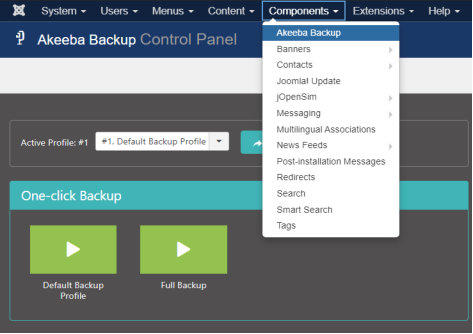 System Users Menus Content Components Extensions Help
Akeeba Backup Control Panel
Akeeba Backup
Banners
Contacts
Joomla! Update
jOpenSim
Messaging
Multilingual Associations
News Feeds
Post-installation Messages
Redirects
Search
Smart Search
Tags
Active Profile: #1 #1. Default Backup Profile
One-click Backup
Default Backup Profile
Full Backup